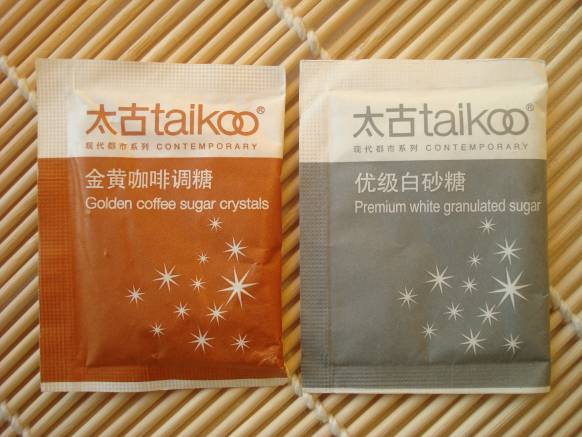 太古taikoo®
现代都市系列 CONTEMPORARY
金黄咖啡调糖
Golden coffee sugar crystals
太古taikoo®
现代都市系列 CONTEMPORARY
优级白砂糖
Premium white granulated sugar